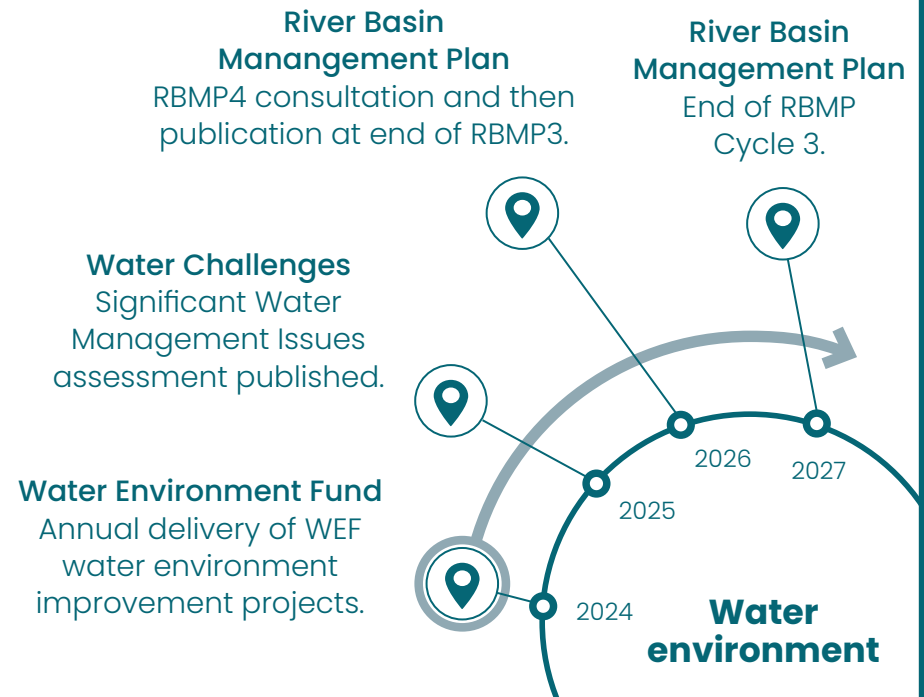 River Basin
Manangement Plan
RBMP4 consultation and then
publication at end of RBMP3.
River Basin
Management Plan
End of RBMP
Cycle 3.
Water Challenges
Significant Water
Management Issues
assessment published.
Water Environment Fund
Annual delivery of WEF
water environment
improvement projects.
2024
2025
2026
2027
Water
environment